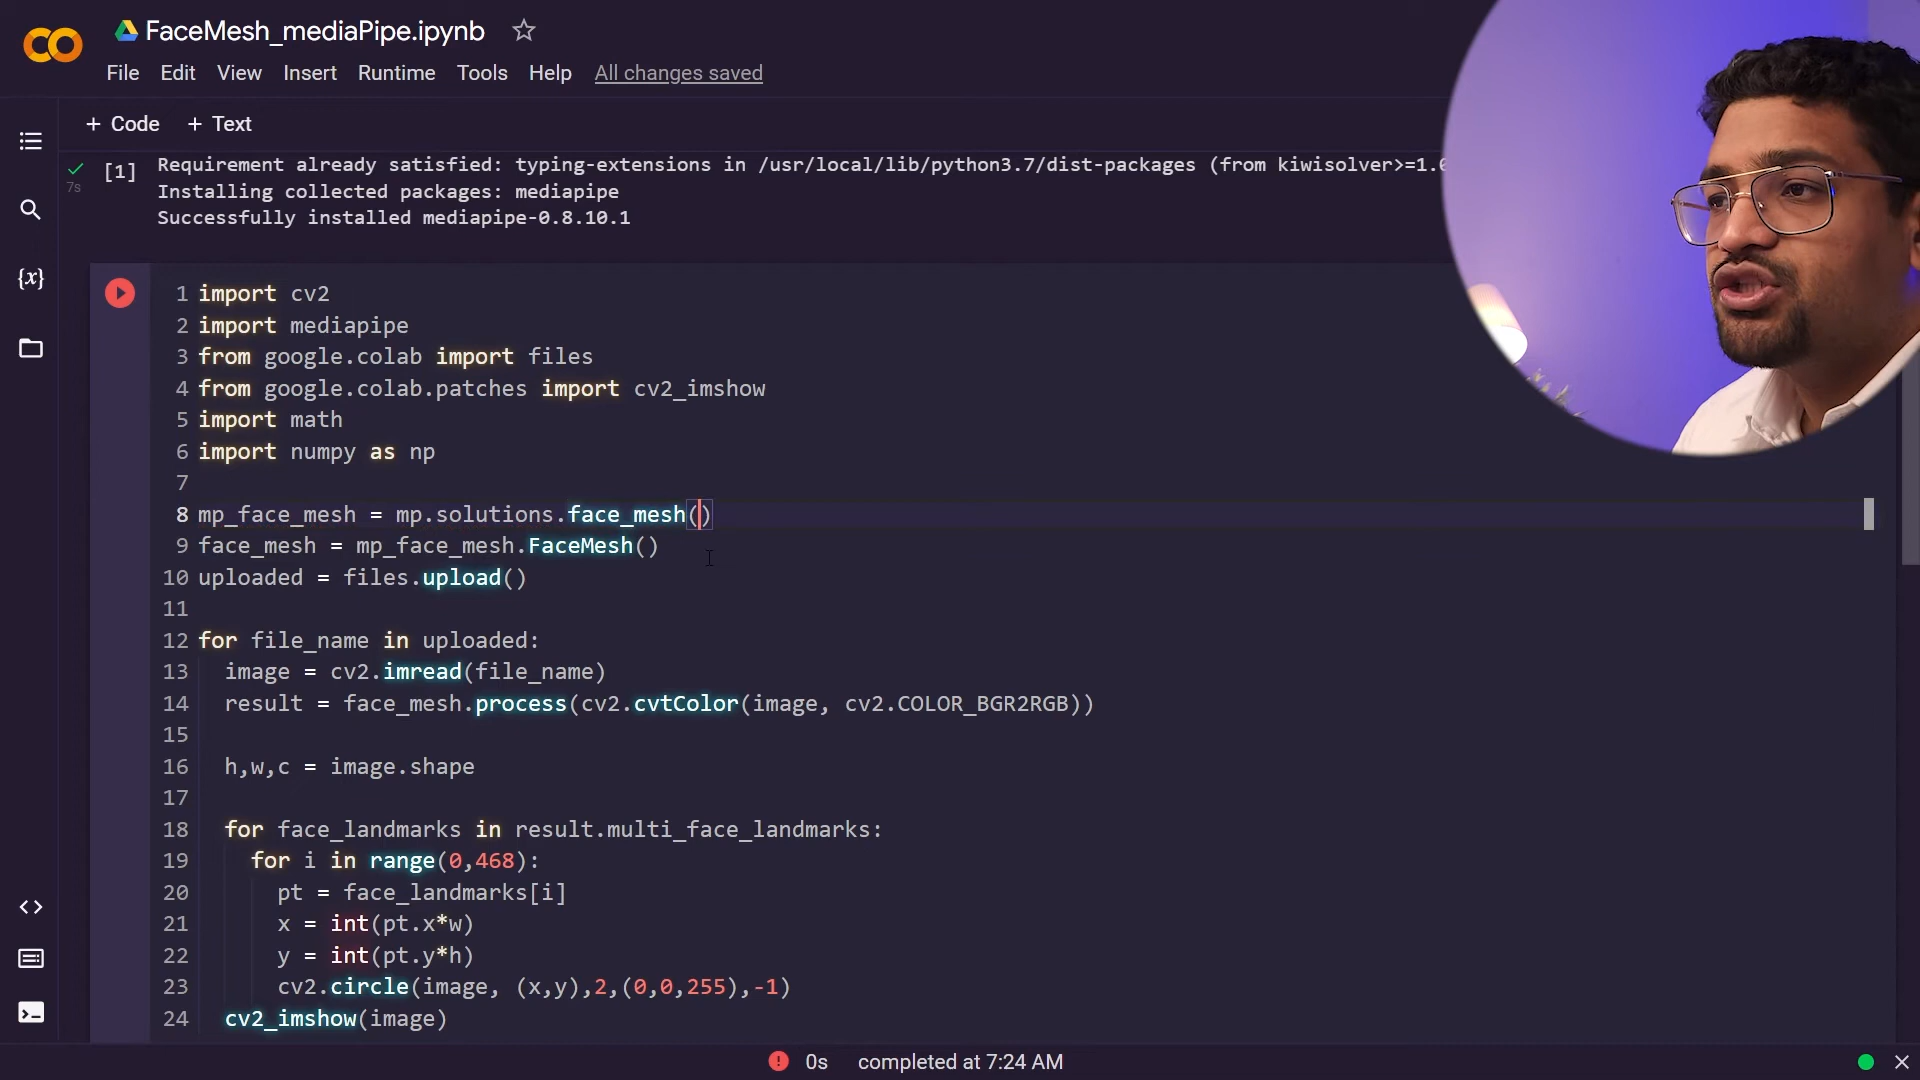 FaceMesh_mediaPipe.ipynb
File Edit View Insert Runtime Tools Help All changes saved
+ Code + Text
[1] Requirement already satisfied: typing-extensions in /usr/local/lib/python3.7/dist-packages (from kiwisolver>=1.0
7s
Installing collected packages: mediapipe
Successfully installed mediapipe-0.8.10.1
{x}
1 import cv2
2 import mediapipe
3 from google.colab import files
4 from google.colab.patches import cv2_imshow
5 import math
6 import numpy as np
7
8 mp_face_mesh = mp.solutions.face_mesh()
9 face_mesh = mp_face_mesh.FaceMesh()
10 uploaded = files.upload()
11
12 for file_name in uploaded:
13 image = cv2.imread(file_name)
14 result = face_mesh.process(cv2.cvtColor(image, cv2.COLOR_BGR2RGB))
15
16 h,w,c = image.shape
17
18 for face_landmarks in result.multi_face_landmarks:
19 for i in range(0,468):
20 pt = face_landmarks[i]
21 x = int(pt.x*w)
22 y = int(pt.y*h)
23 cv2.circle(image, (x,y),2,(0,0,255),-1)
24 cv2_imshow(image)
0s completed at 7:24 AM